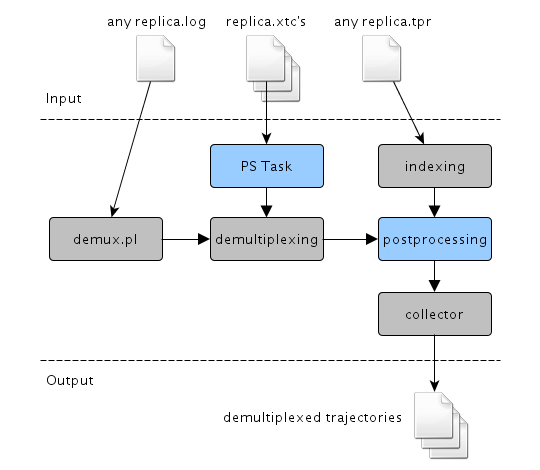 any replica.log
replica.xtc's
any replica.tpr
Input
PS Task
indexing
demux.pl
demultiplexing
postprocessing
collector
Output
demultiplexed trajectories